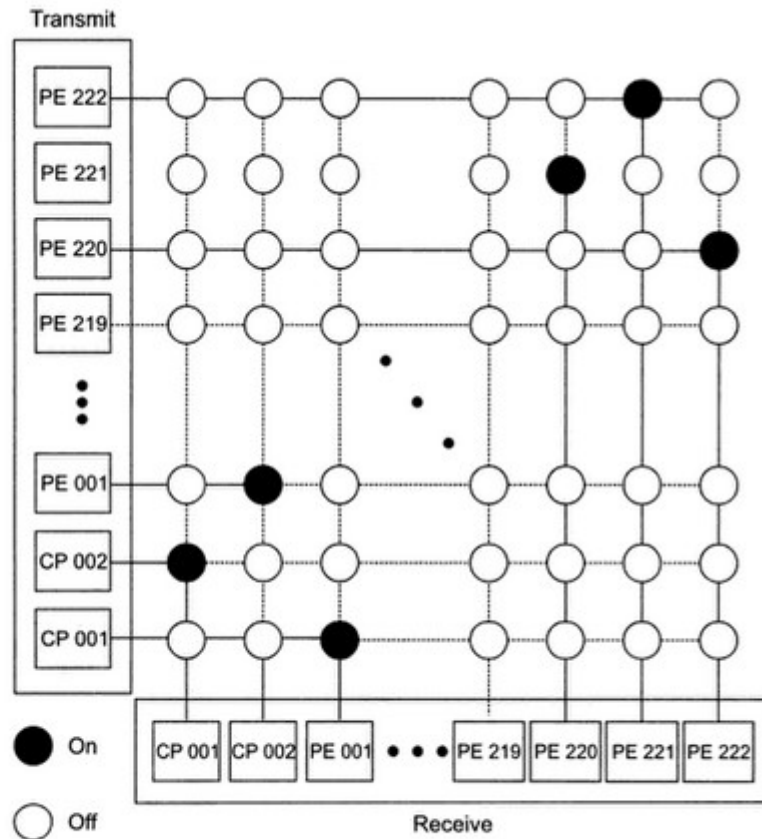 Transmit
PE 222
PE 221
PE 220
PE 219
PE 001
CP 002
CP 001
CP 001 CP 002 PE 001 PE 219 PE 220 PE 221 PE 222
On
Off
Receive